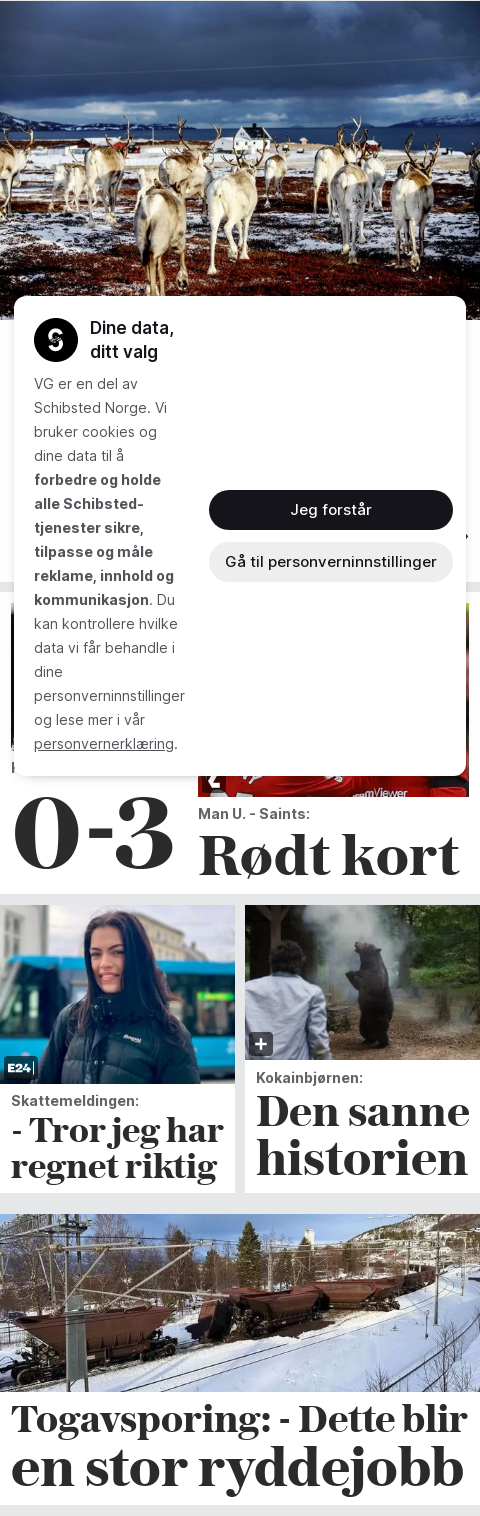 Dine data,
ditt valg
VG er en del av
Schibsted Norge. Vi
bruker cookies og
dine data til å
forbedre og holde
alle Schibsted-
tjenester sikre,
tilpasse og måle
reklame, innhold og
kommunikasjon. Du
kan kontrollere hvilke
data vi får behandle i
dine
personverninnstillinger
og lese mer i vår
personvernerklæring.
Jeg forstår
Gå til personverninnstillinger
0-3
Man U. - Saints:
Rødt kort
E24
Skattemeldingen:
- Tror jeg har
regnet riktig
+
Kokainbjørnen:
Den sanne
historien
Togavsporing: - Dette blir
en stor ryddejobb